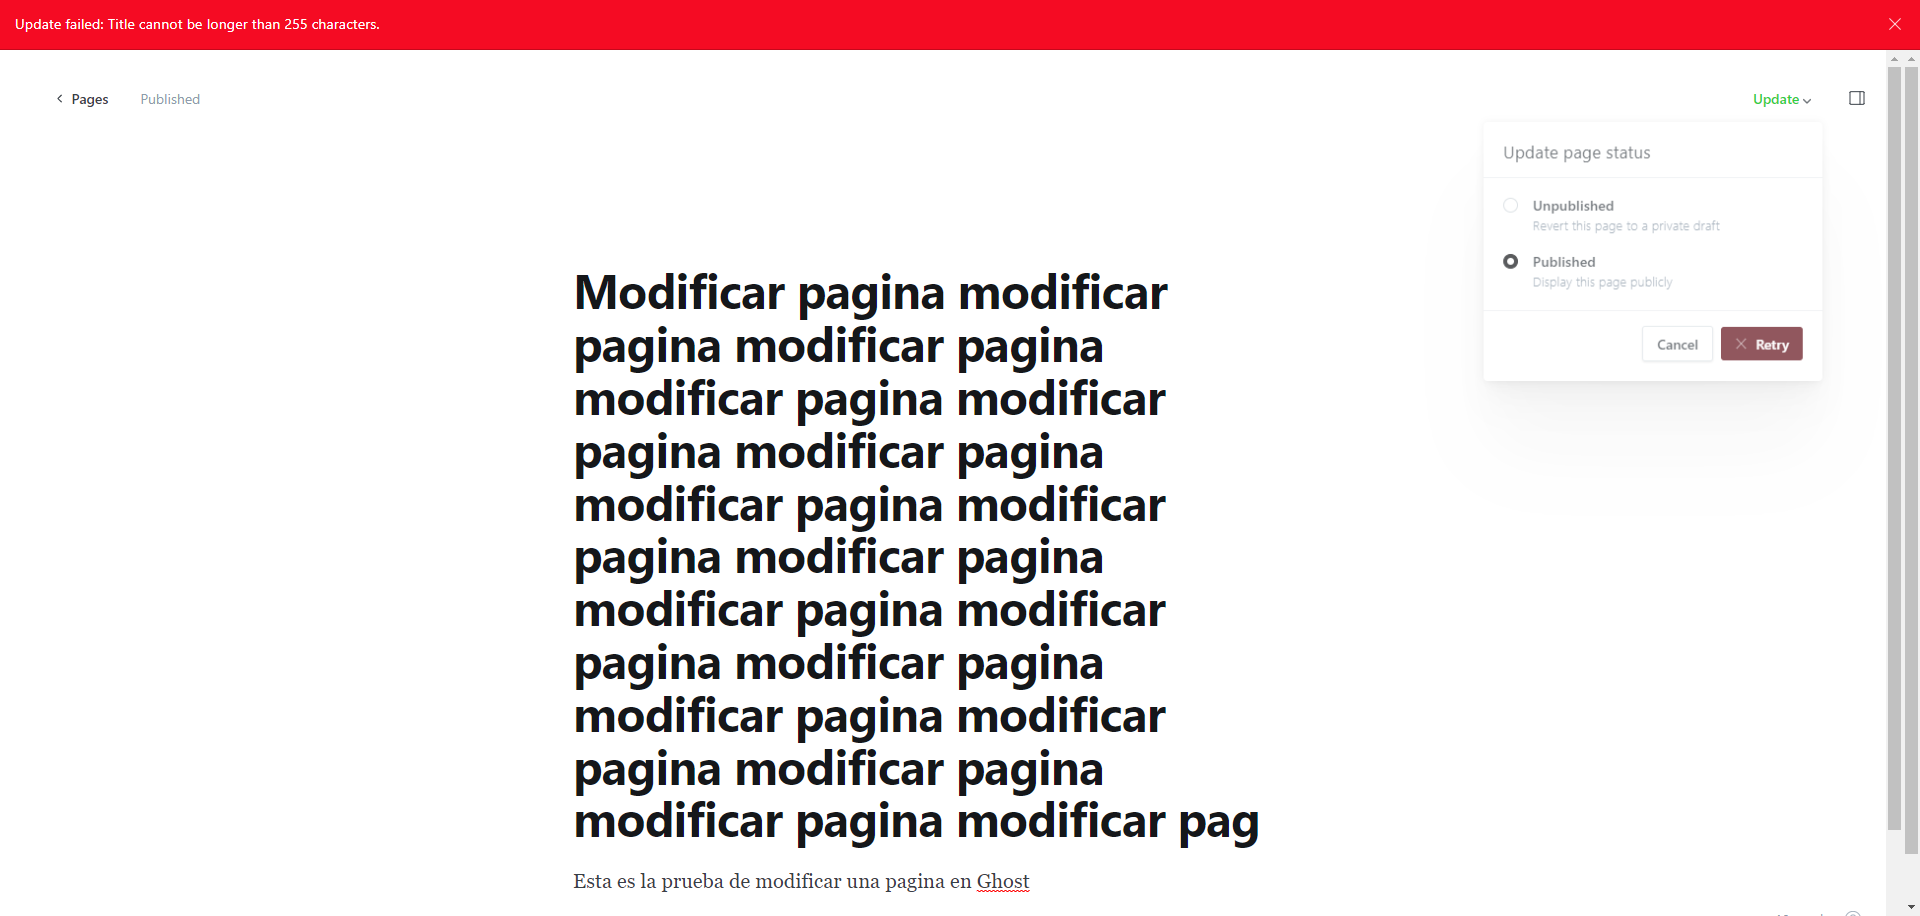 Update failed: Title cannot be longer than 255 characters.
Pages
Published
Update
Update page status
Unpublished
Revert this page to a private draft
Published
Display this page publicly
Cancel
Retry
Modificar pagina modificar
pagina modificar pagina
modificar pagina modificar
pagina modificar pagina
modificar pagina modificar
pagina modificar pagina
modificar pagina modificar
pagina modificar pagina
modificar pagina modificar
pagina modificar pagina
modificar pagina modificar pag
Esta es la prueba de modificar una pagina en Ghost